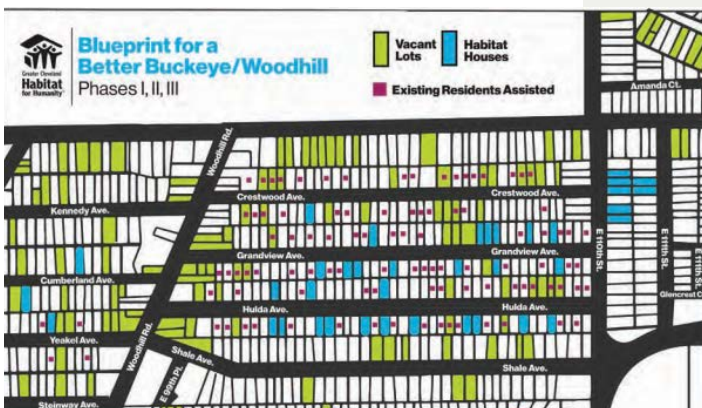 Greater Cleveland
Habitat
for Humanity®
Blueprint for a
Better Buckeye/Woodhill
Phases I, II, III
Vacant
Lots
Habitat
Houses
Existing Residents Assisted
Amanda Ct.
Woodhill Rd.
Crestwood Ave.
Crestwood Ave.
Kennedy Ave.
Grandview Ave.
Grandview Ave.
E 110th St.
E 111th St.
E 111th St.
Cumberland Ave.
Glencrest C
Hulda Ave.
Hulda Ave.
Woodhill Rd.
Yeakel Ave.
Shale Ave.
Shale Ave.
E 99th Pl.
Steinway Ave.